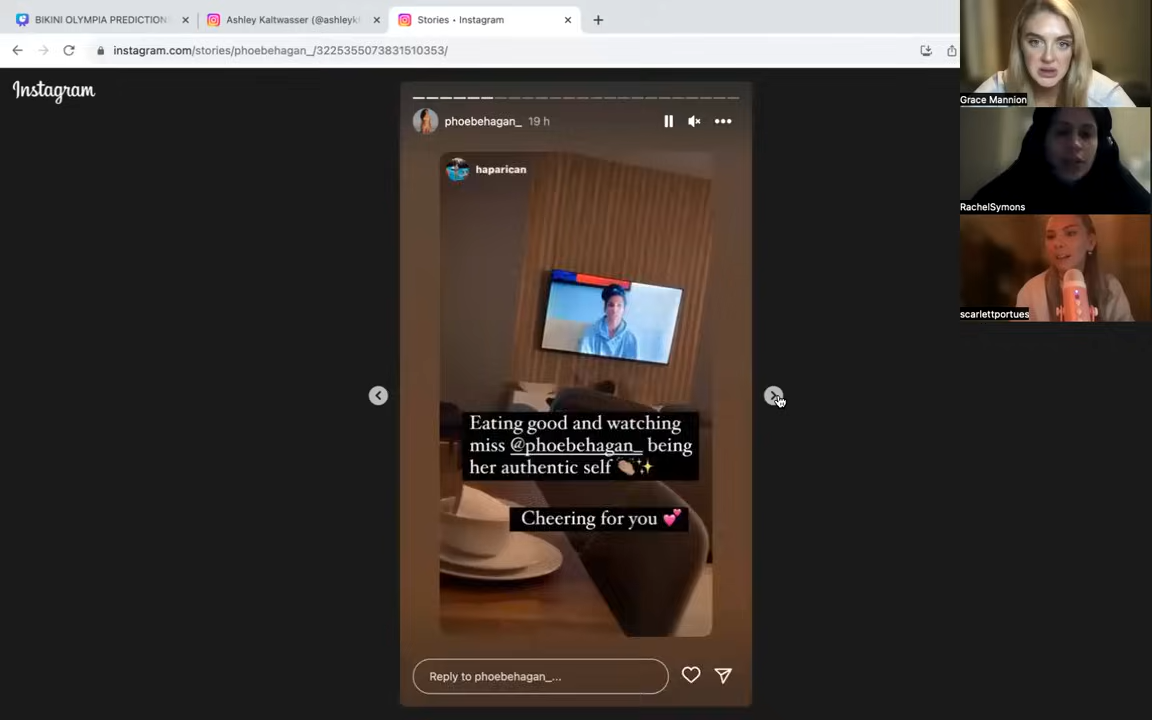 BIKINI OLYMPIA PREDICTION
Ashley Kaltwasser (@ashleyk
Stories • Instagram
instagram.com/stories/phoebehagan_/3225355073831510353/
Instagram
phoebehagan_ 19 h
haparican
Eating good and watching
miss @phoebehagan_ being
her authentic self 👏🏼✨
Cheering for you 💕
Reply to phoebehagan_...
Grace Mannion
RachelSymons
scarlettportues